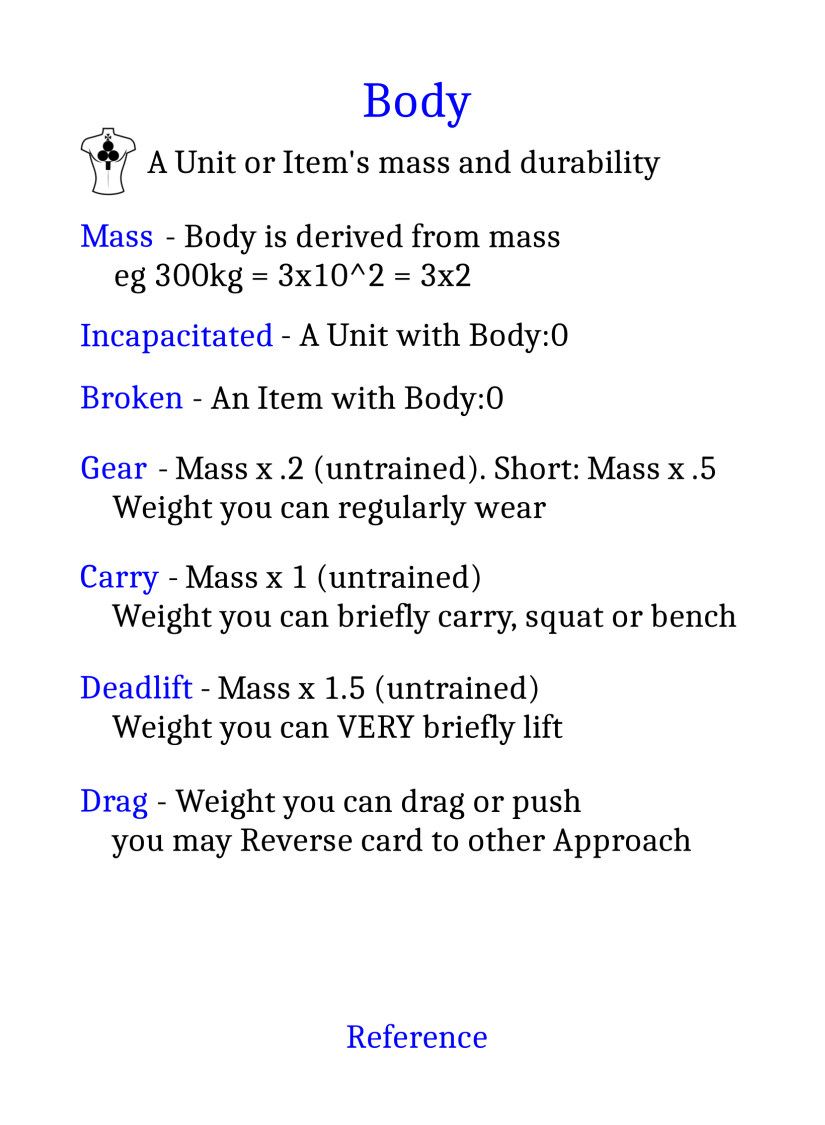 Body
A Unit or Item's mass and durability
Mass - Body is derived from mass
eg 300kg = 3x10^2 = 3x2
Incapacitated - A Unit with Body:0
Broken - An Item with Body:0
Gear - Mass x .2 (untrained). Short: Mass x .5
Weight you can regularly wear
Carry - Mass x 1 (untrained)
Weight you can briefly carry, squat or bench
Deadlift - Mass x 1.5 (untrained)
Weight you can VERY briefly lift
Drag - Weight you can drag or push
you may Reverse card to other Approach
Reference